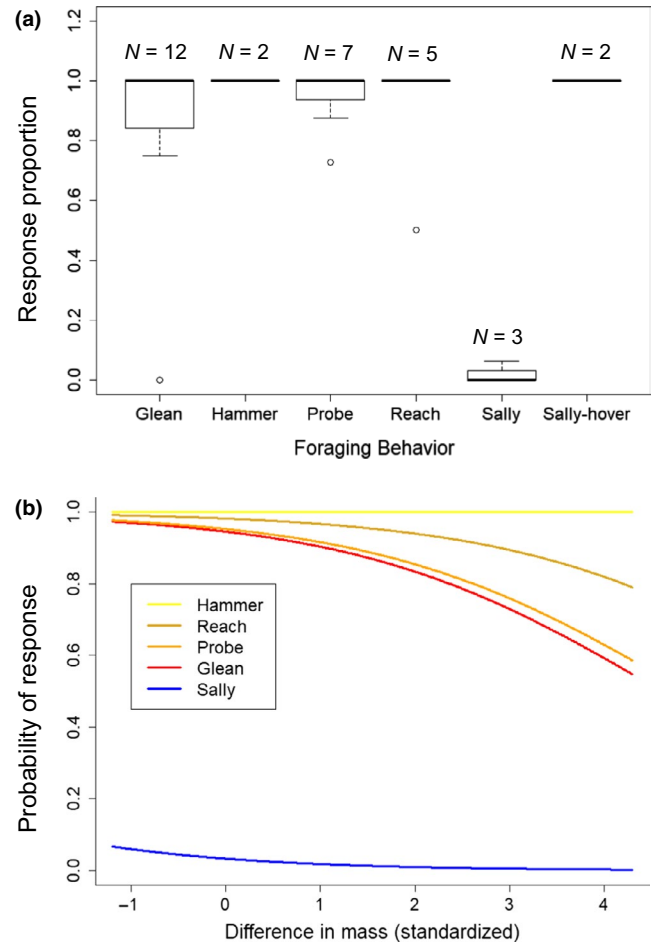 (a)
Response proportion
1.2
1.0
0.8
0.6
0.4
0.2
0.0
N = 12
N = 2
N = 7
N = 5
N = 3
N = 2
Glean
Hammer
Probe
Reach
Sally
Sally-hover
Foraging Behavior
(b)
Probability of response
1.0
0.8
0.6
0.4
0.2
0.0
Hammer
Reach
Probe
Glean
Sally
–1
0
1
2
3
4
Difference in mass (standardized)